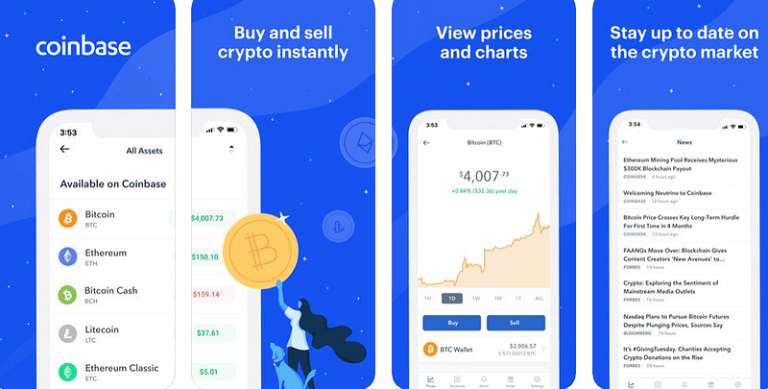 coinbase
3:53
All Assets
Available on Coinbase
Bitcoin
BTC
Ethereum
ETH
Bitcoin Cash
BCH
Litecoin
LTC
Ethereum Classic
ETC
Buy and sell
crypto instantly
$4,007.73
$150.10
$159.14
$37.61
$5.01
View prices
and charts
3:53
Bitcoin (BTC)
$4,007.73
+0.84% ($32.36) past day
1H 1D 1W 1M 1Y ALL
Buy Sell
BTC Wallet
$2,006.57
0.57130012 BTC
Prices Accounts Alerts Invite Settings
Stay up to date on
the crypto market
3:54
News
Ethereum Mining Pool Receives Mysterious
$300K Blockchain Payout
COINDESK 6 hours ago
Welcoming Neutrino to Coinbase
COINBASE 12 hours ago
Bitcoin Price Crosses Key Long-Term Hurdle
For First Time in 4 Months
COINDESK 13 hours ago
FAANGs Move Over: Blockchain Gives
Content Creators 'New Avenues' to...
FORBES 14 hours
Crypto: Exploring the Sentiment of
Mainstream Media Outlets
FORBES 15 hours
Nasdaq Plans to Pursue Bitcoin Futures
Despite Plunging Prices, Sources Say
BLOOMBERG 19 hours
It's #GivingTuesday. Charities Accepting
Crypto Donations on the Rise
FORBES 20 hours